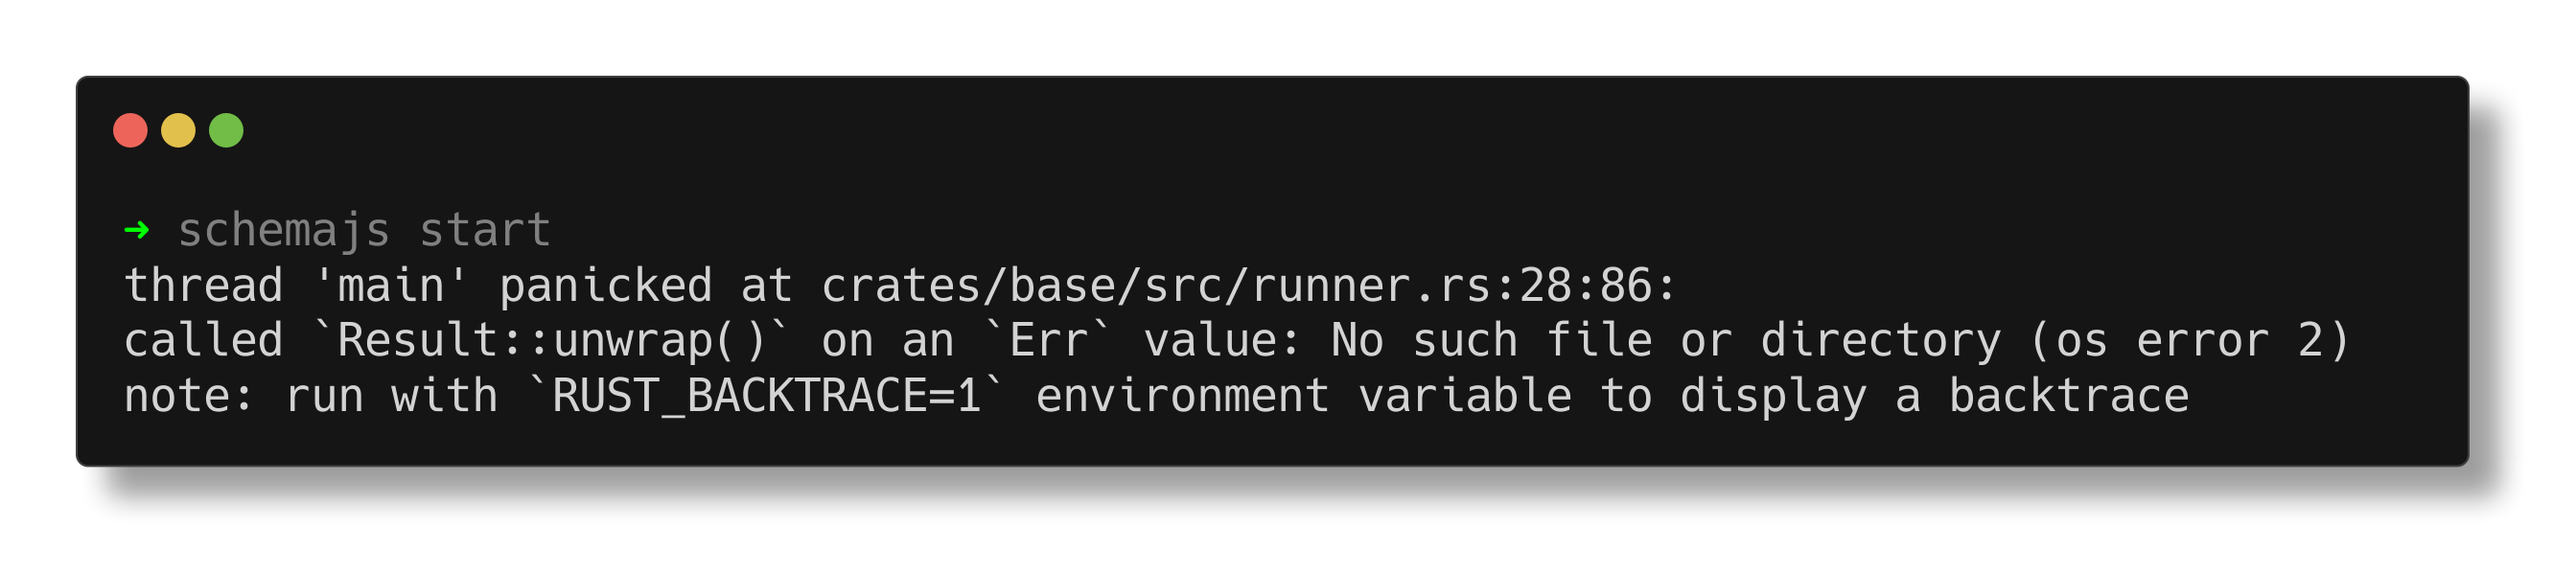 ➜ schemajs start
thread 'main' panicked at crates/base/src/runner.rs:28:86:
called `Result::unwrap()` on an `Err` value: No such file or directory (os error 2)
note: run with `RUST_BACKTRACE=1` environment variable to display a backtrace